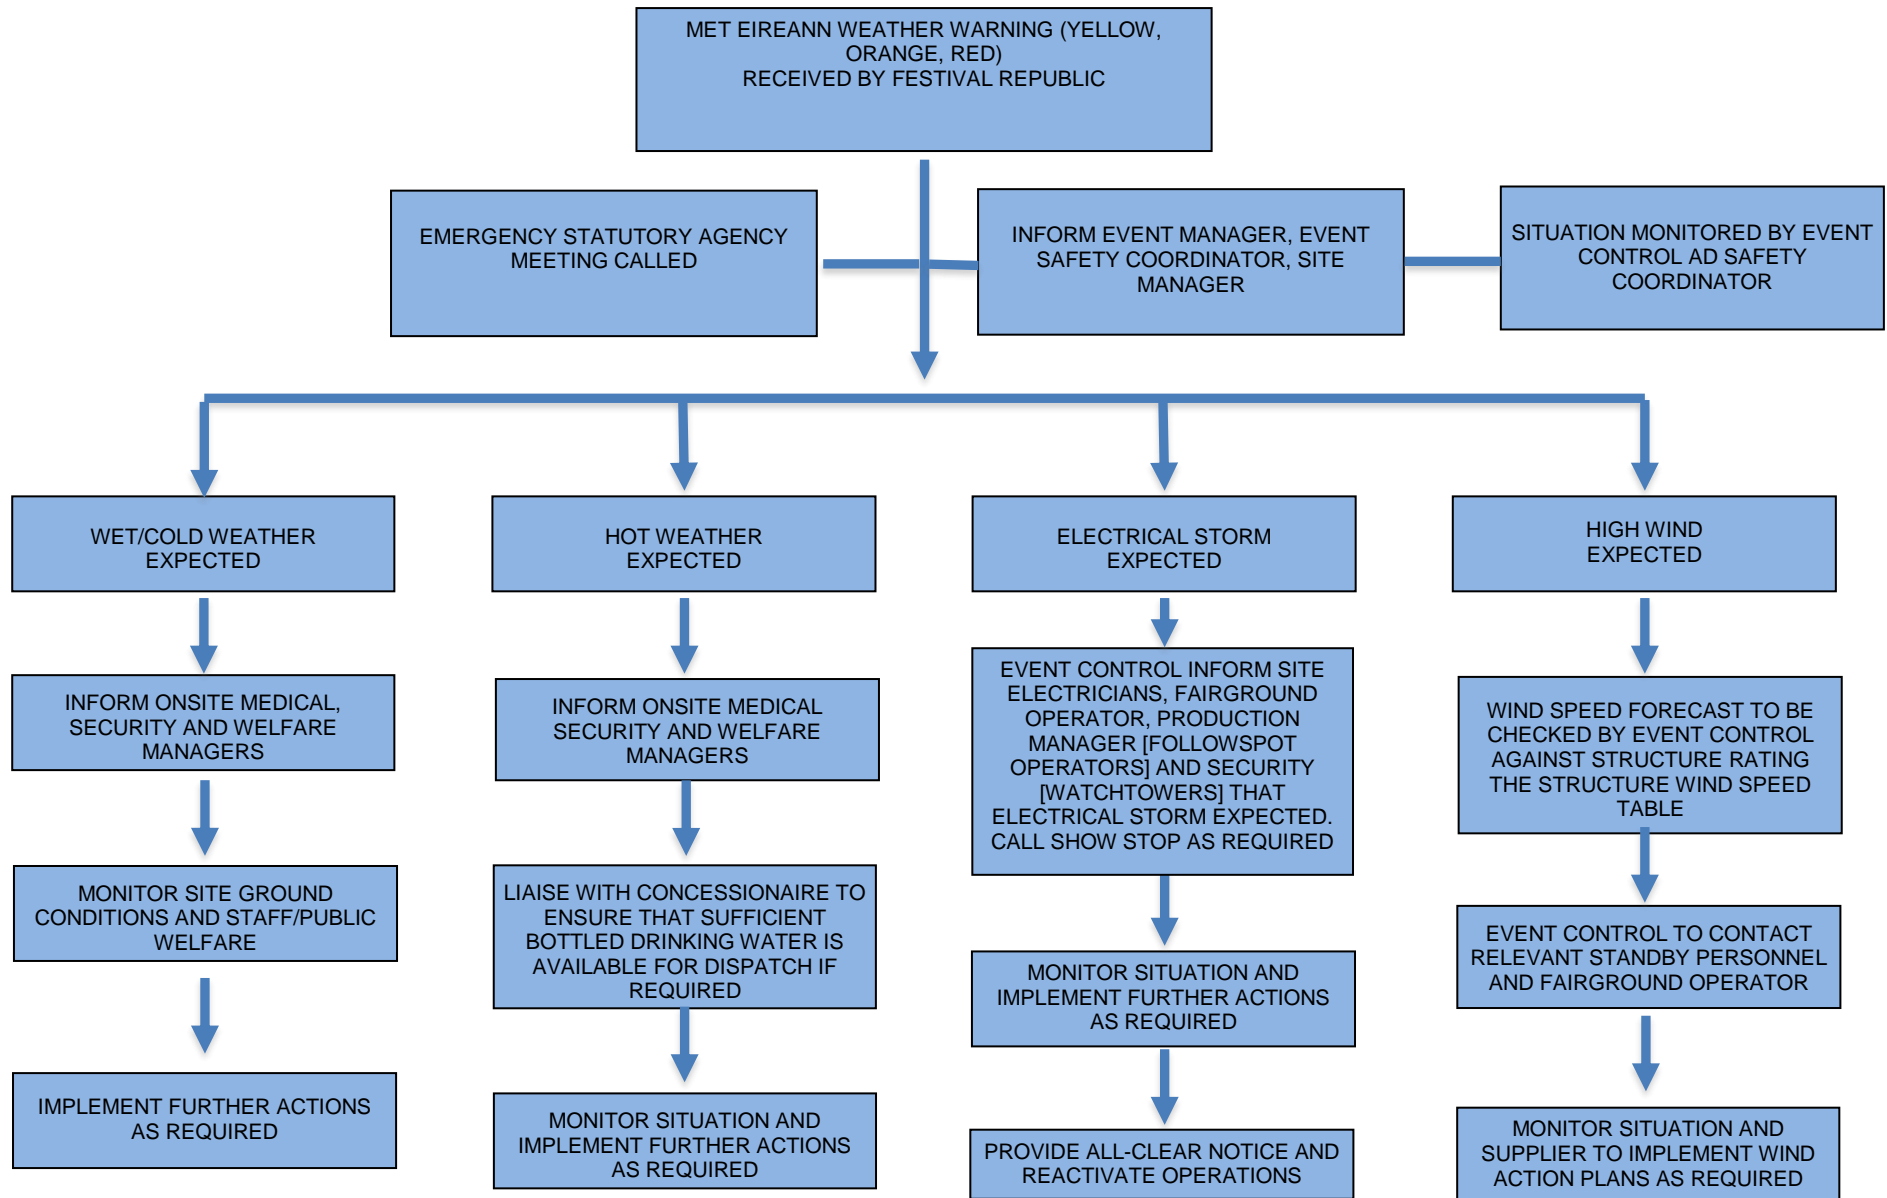 MET EIREANN WEATHER WARNING (YELLOW,
ORANGE, RED)
RECEIVED BY FESTIVAL REPUBLIC
EMERGENCY STATUTORY AGENCY
MEETING CALLED
INFORM EVENT MANAGER, EVENT
SAFETY COORDINATOR, SITE
MANAGER
SITUATION MONITORED BY EVENT
CONTROL AD SAFETY
COORDINATOR
WET/COLD WEATHER
EXPECTED
HOT WEATHER
EXPECTED
ELECTRICAL STORM
EXPECTED
HIGH WIND
EXPECTED
INFORM ONSITE MEDICAL,
SECURITY AND WELFARE
MANAGERS
INFORM ONSITE MEDICAL
SECURITY AND WELFARE
MANAGERS
EVENT CONTROL INFORM SITE
ELECTRICIANS, FAIRGROUND
OPERATOR, PRODUCTION
MANAGER [FOLLOWSPOT
OPERATORS] AND SECURITY
[WATCHTOWERS] THAT
ELECTRICAL STORM EXPECTED.
CALL SHOW STOP AS REQUIRED
WIND SPEED FORECAST TO BE
CHECKED BY EVENT CONTROL
AGAINST STRUCTURE RATING
THE STRUCTURE WIND SPEED
TABLE
MONITOR SITE GROUND
CONDITIONS AND STAFF/PUBLIC
WELFARE
LIAISE WITH CONCESSIONAIRE TO
ENSURE THAT SUFFICIENT
BOTTLED DRINKING WATER IS
AVAILABLE FOR DISPATCH IF
REQUIRED
MONITOR SITUATION AND
IMPLEMENT FURTHER ACTIONS
AS REQUIRED
EVENT CONTROL TO CONTACT
RELEVANT STANDBY PERSONNEL
AND FAIRGROUND OPERATOR
IMPLEMENT FURTHER ACTIONS
AS REQUIRED
MONITOR SITUATION AND
IMPLEMENT FURTHER ACTIONS
AS REQUIRED
PROVIDE ALL-CLEAR NOTICE AND
REACTIVATE OPERATIONS
MONITOR SITUATION AND
SUPPLIER TO IMPLEMENT WIND
ACTION PLANS AS REQUIRED